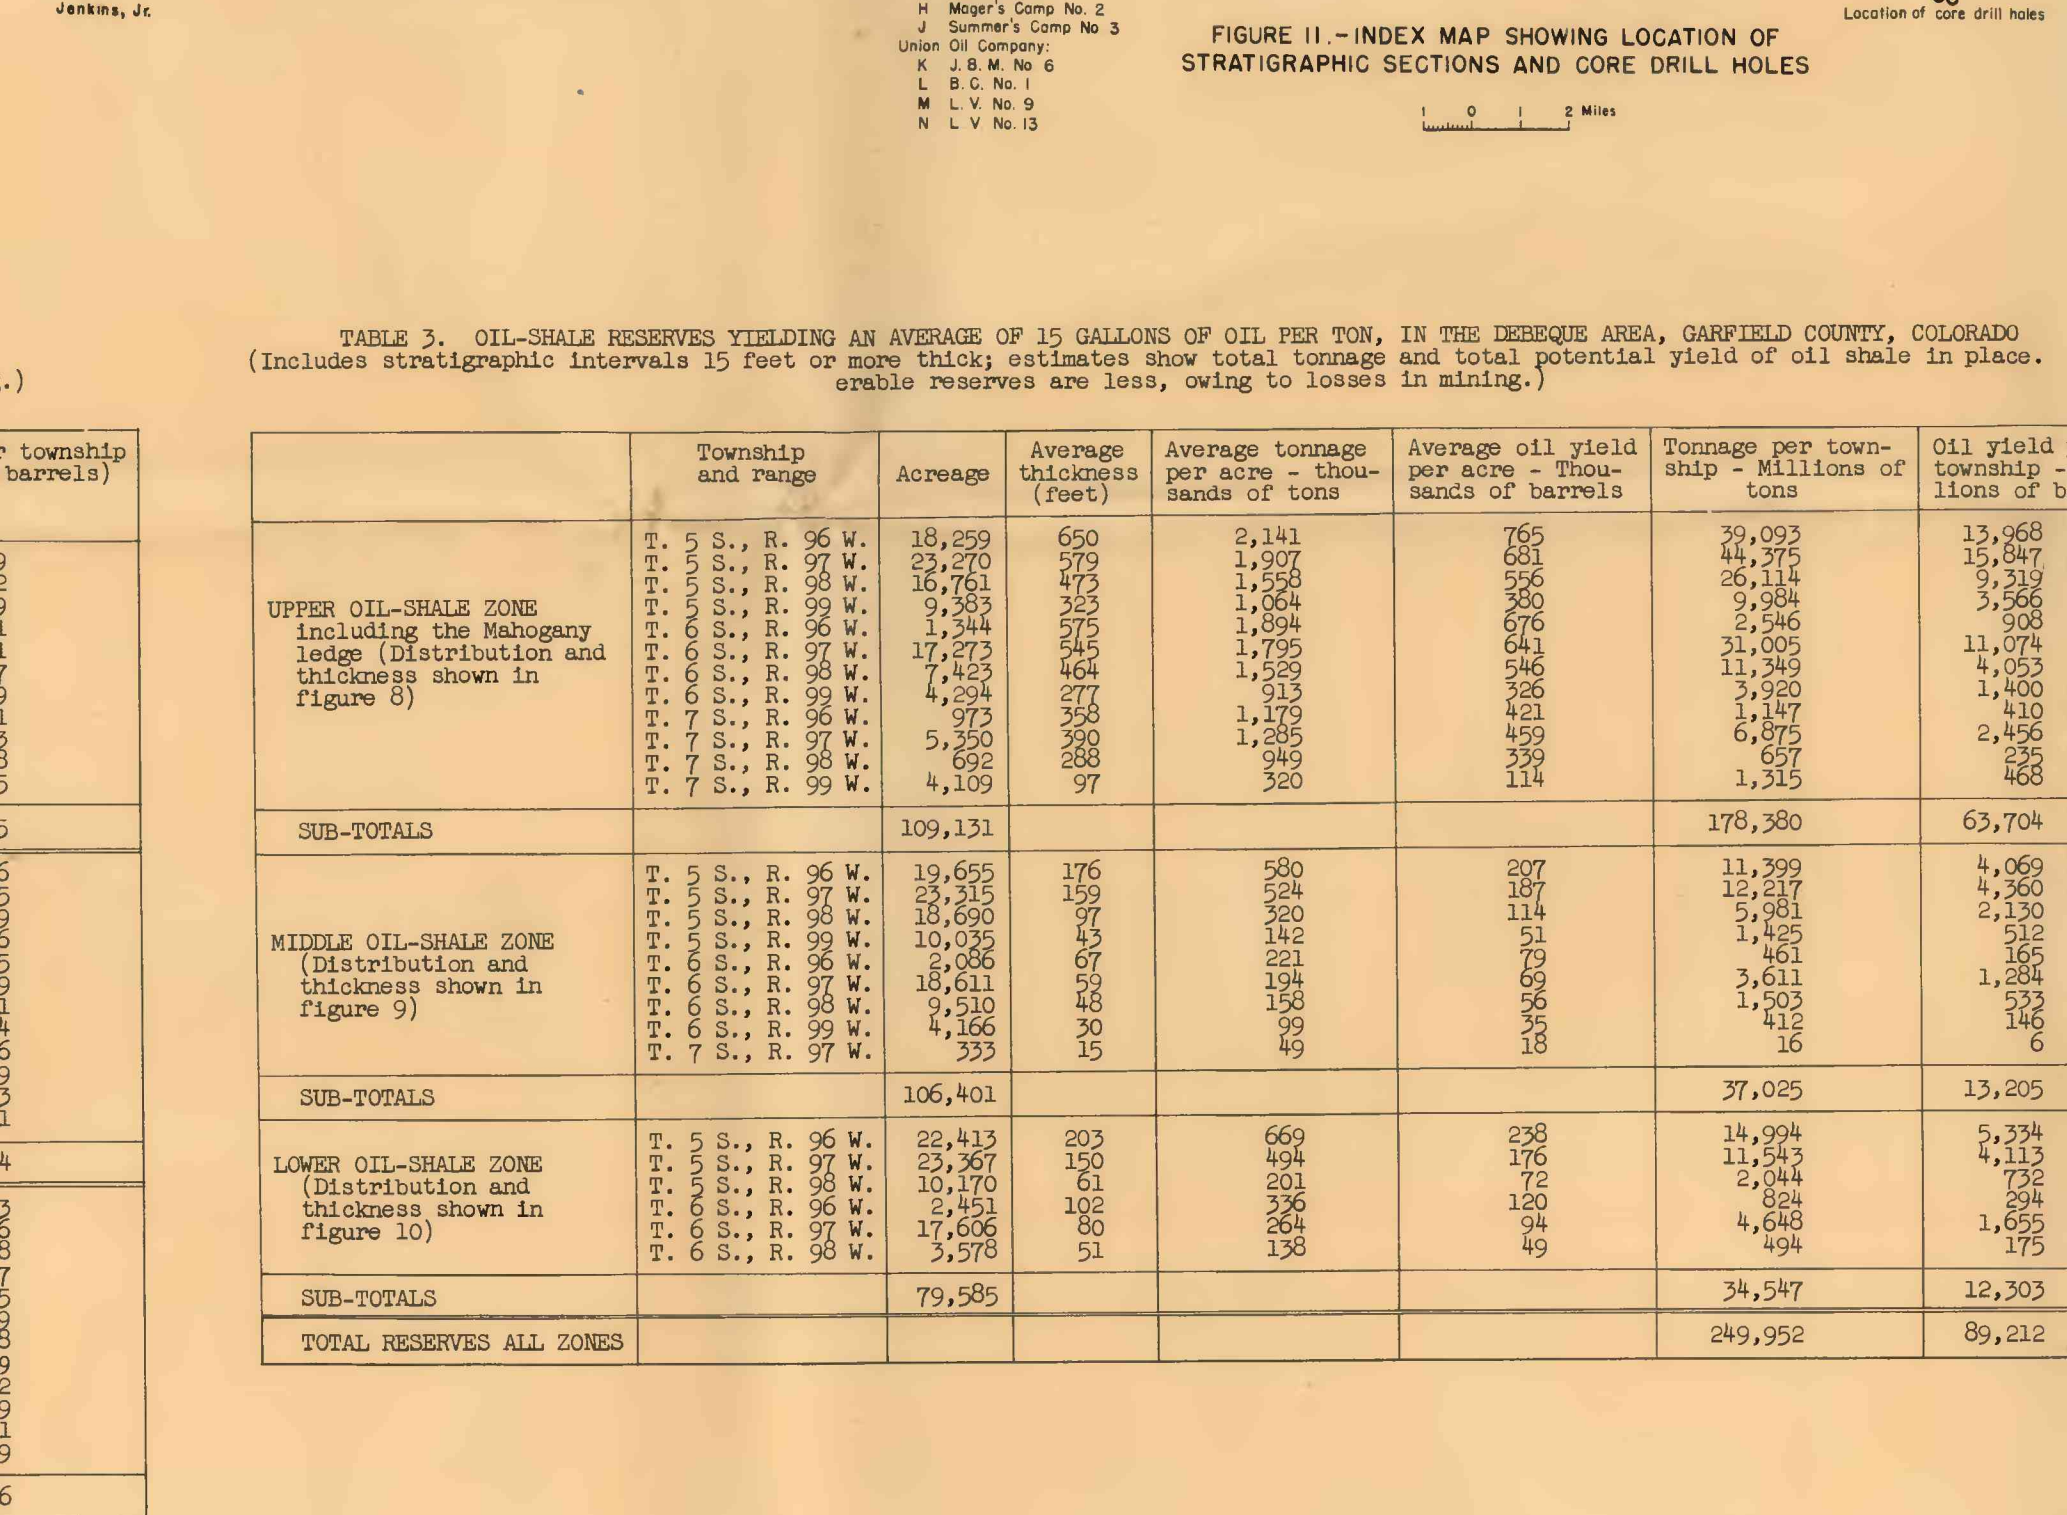 Jenkins, Jr.
H Mager's Camp No. 2
J Summer's Camp No 3
Union Oil Company:
K J. B. M. No 6
L B. C. No. 1
M L. V. No. 9
N L V No. 13
Location of core drill holes
FIGURE 11.-INDEX MAP SHOWING LOCATION OF
STRATIGRAPHIC SECTIONS AND CORE DRILL HOLES
1 0 1 2 Miles
TABLE 3. OIL-SHALE RESERVES YIELDING AN AVERAGE OF 15 GALLONS OF OIL PER TON, IN THE DEBEQUE AREA, GARFIELD COUNTY, COLORADO
(Includes stratigraphic intervals 15 feet or more thick; estimates show total tonnage and total potential yield of oil shale in place.
erable reserves are less, owing to losses in mining.)
.)
township
barrels)
Township and range Acreage Average thickness (feet) Average tonnage per acre - thou- sands of tons Average oil yield per acre - Thou- sands of barrels Tonnage per town- ship - Millions of tons Oil yield township - lions of b
UPPER OIL-SHALE ZONE
including the Mahogany
ledge (Distribution and
thickness shown in
figure 8)
T. 5 S., R. 96 W. 18,259 650 2,141 765 39,093 13,968
T. 5 S., R. 97 W. 23,270 579 1,907 681 44,375 15,847
T. 5 S., R. 98 W. 16,761 473 1,558 556 26,114 9,319
T. 5 S., R. 99 W. 9,383 323 1,064 380 9,984 3,566
T. 6 S., R. 96 W. 1,344 575 1,894 676 2,546 908
T. 6 S., R. 97 W. 17,273 545 1,795 641 31,005 11,074
T. 6 S., R. 98 W. 7,423 464 1,529 546 11,349 4,053
T. 6 S., R. 99 W. 4,294 277 913 326 3,920 1,400
T. 7 S., R. 96 W. 973 358 1,179 421 1,147 410
T. 7 S., R. 97 W. 5,350 390 1,285 459 6,875 2,456
T. 7 S., R. 98 W. 692 288 949 339 657 235
T. 7 S., R. 99 W. 4,109 97 320 114 1,315 468
SUB-TOTALS 109,131 178,380 63,704
MIDDLE OIL-SHALE ZONE
(Distribution and
thickness shown in
figure 9)
T. 5 S., R. 96 W. 19,655 176 580 207 11,399 4,069
T. 5 S., R. 97 W. 23,315 159 524 187 12,217 4,360
T. 5 S., R. 98 W. 18,690 97 320 114 5,981 2,130
T. 5 S., R. 99 W. 10,035 43 142 51 1,425 512
T. 6 S., R. 96 W. 2,086 67 221 79 461 165
T. 6 S., R. 97 W. 18,611 59 194 69 3,611 1,284
T. 6 S., R. 98 W. 9,510 48 158 56 1,503 533
T. 6 S., R. 99 W. 4,166 30 99 35 412 146
T. 7 S., R. 97 W. 333 15 49 18 16 6
SUB-TOTALS 106,401 37,025 13,205
LOWER OIL-SHALE ZONE
(Distribution and
thickness shown in
figure 10)
T. 5 S., R. 96 W. 22,413 203 669 238 14,994 5,334
T. 5 S., R. 97 W. 23,367 150 494 176 11,543 4,113
T. 5 S., R. 98 W. 10,170 61 201 72 2,044 732
T. 6 S., R. 96 W. 2,451 102 336 120 824 294
T. 6 S., R. 97 W. 17,606 80 264 94 4,648 1,655
T. 6 S., R. 98 W. 3,578 51 138 49 494 175
SUB-TOTALS 79,585 34,547 12,303
TOTAL RESERVES ALL ZONES 249,952 89,212